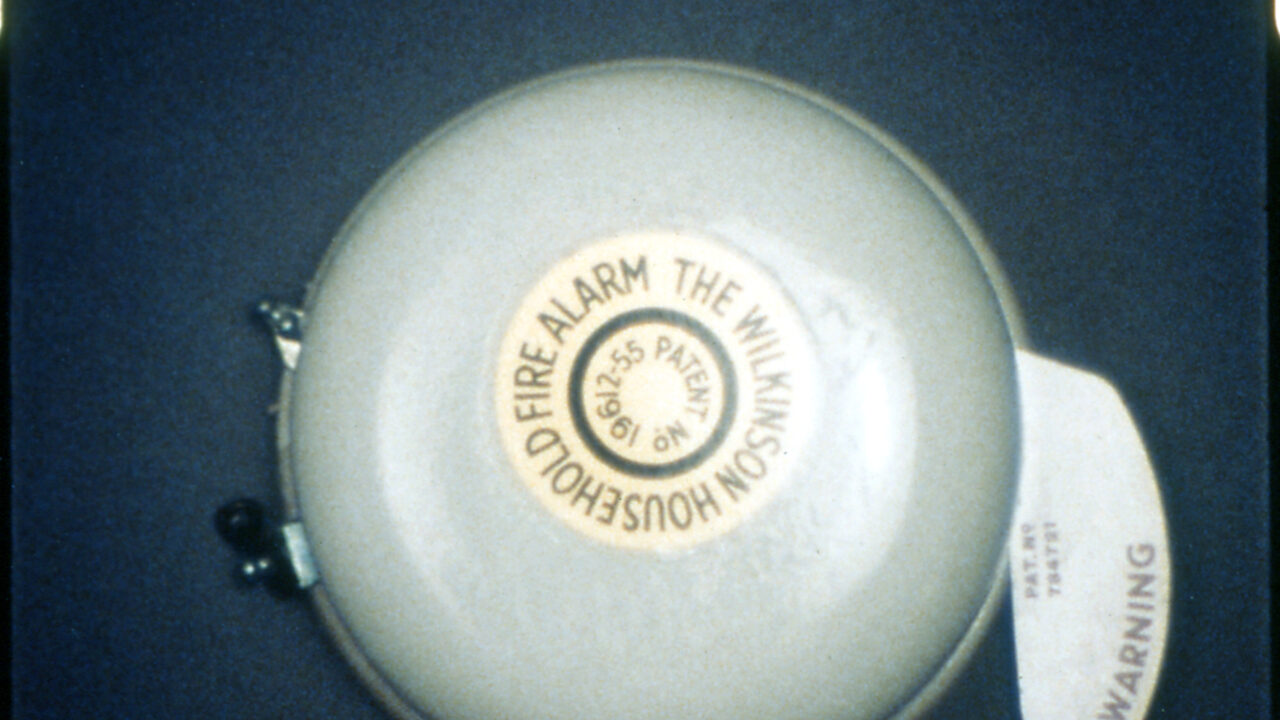 THE WILKINSON HOUSEHOLD FIRE ALARM
PATENT No 19612-55
PAT. No
784721
WARNING